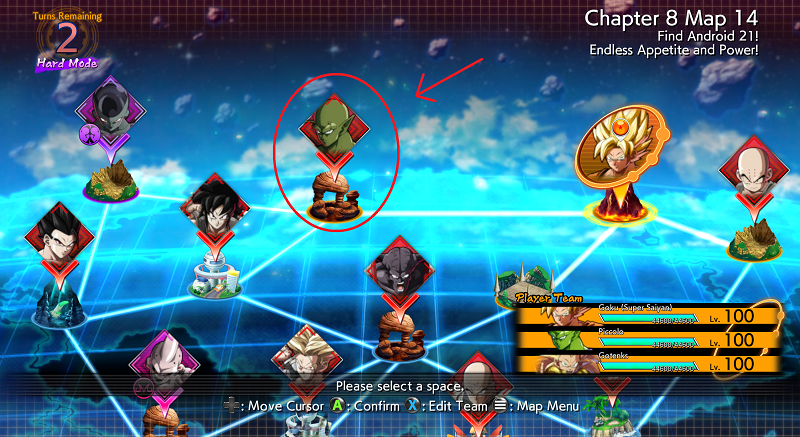 Turns Remaining
2
Hard Mode
Chapter 8 Map 14
Find Android 21!
Endless Appetite and Power!
Player Team
Goku (Super Saiyan)
Lv. 100
Piccolo
Lv. 100
Gotenks
Lv. 100
Please select a space.
: Move Cursor A: Confirm X: Edit Team : Map Menu